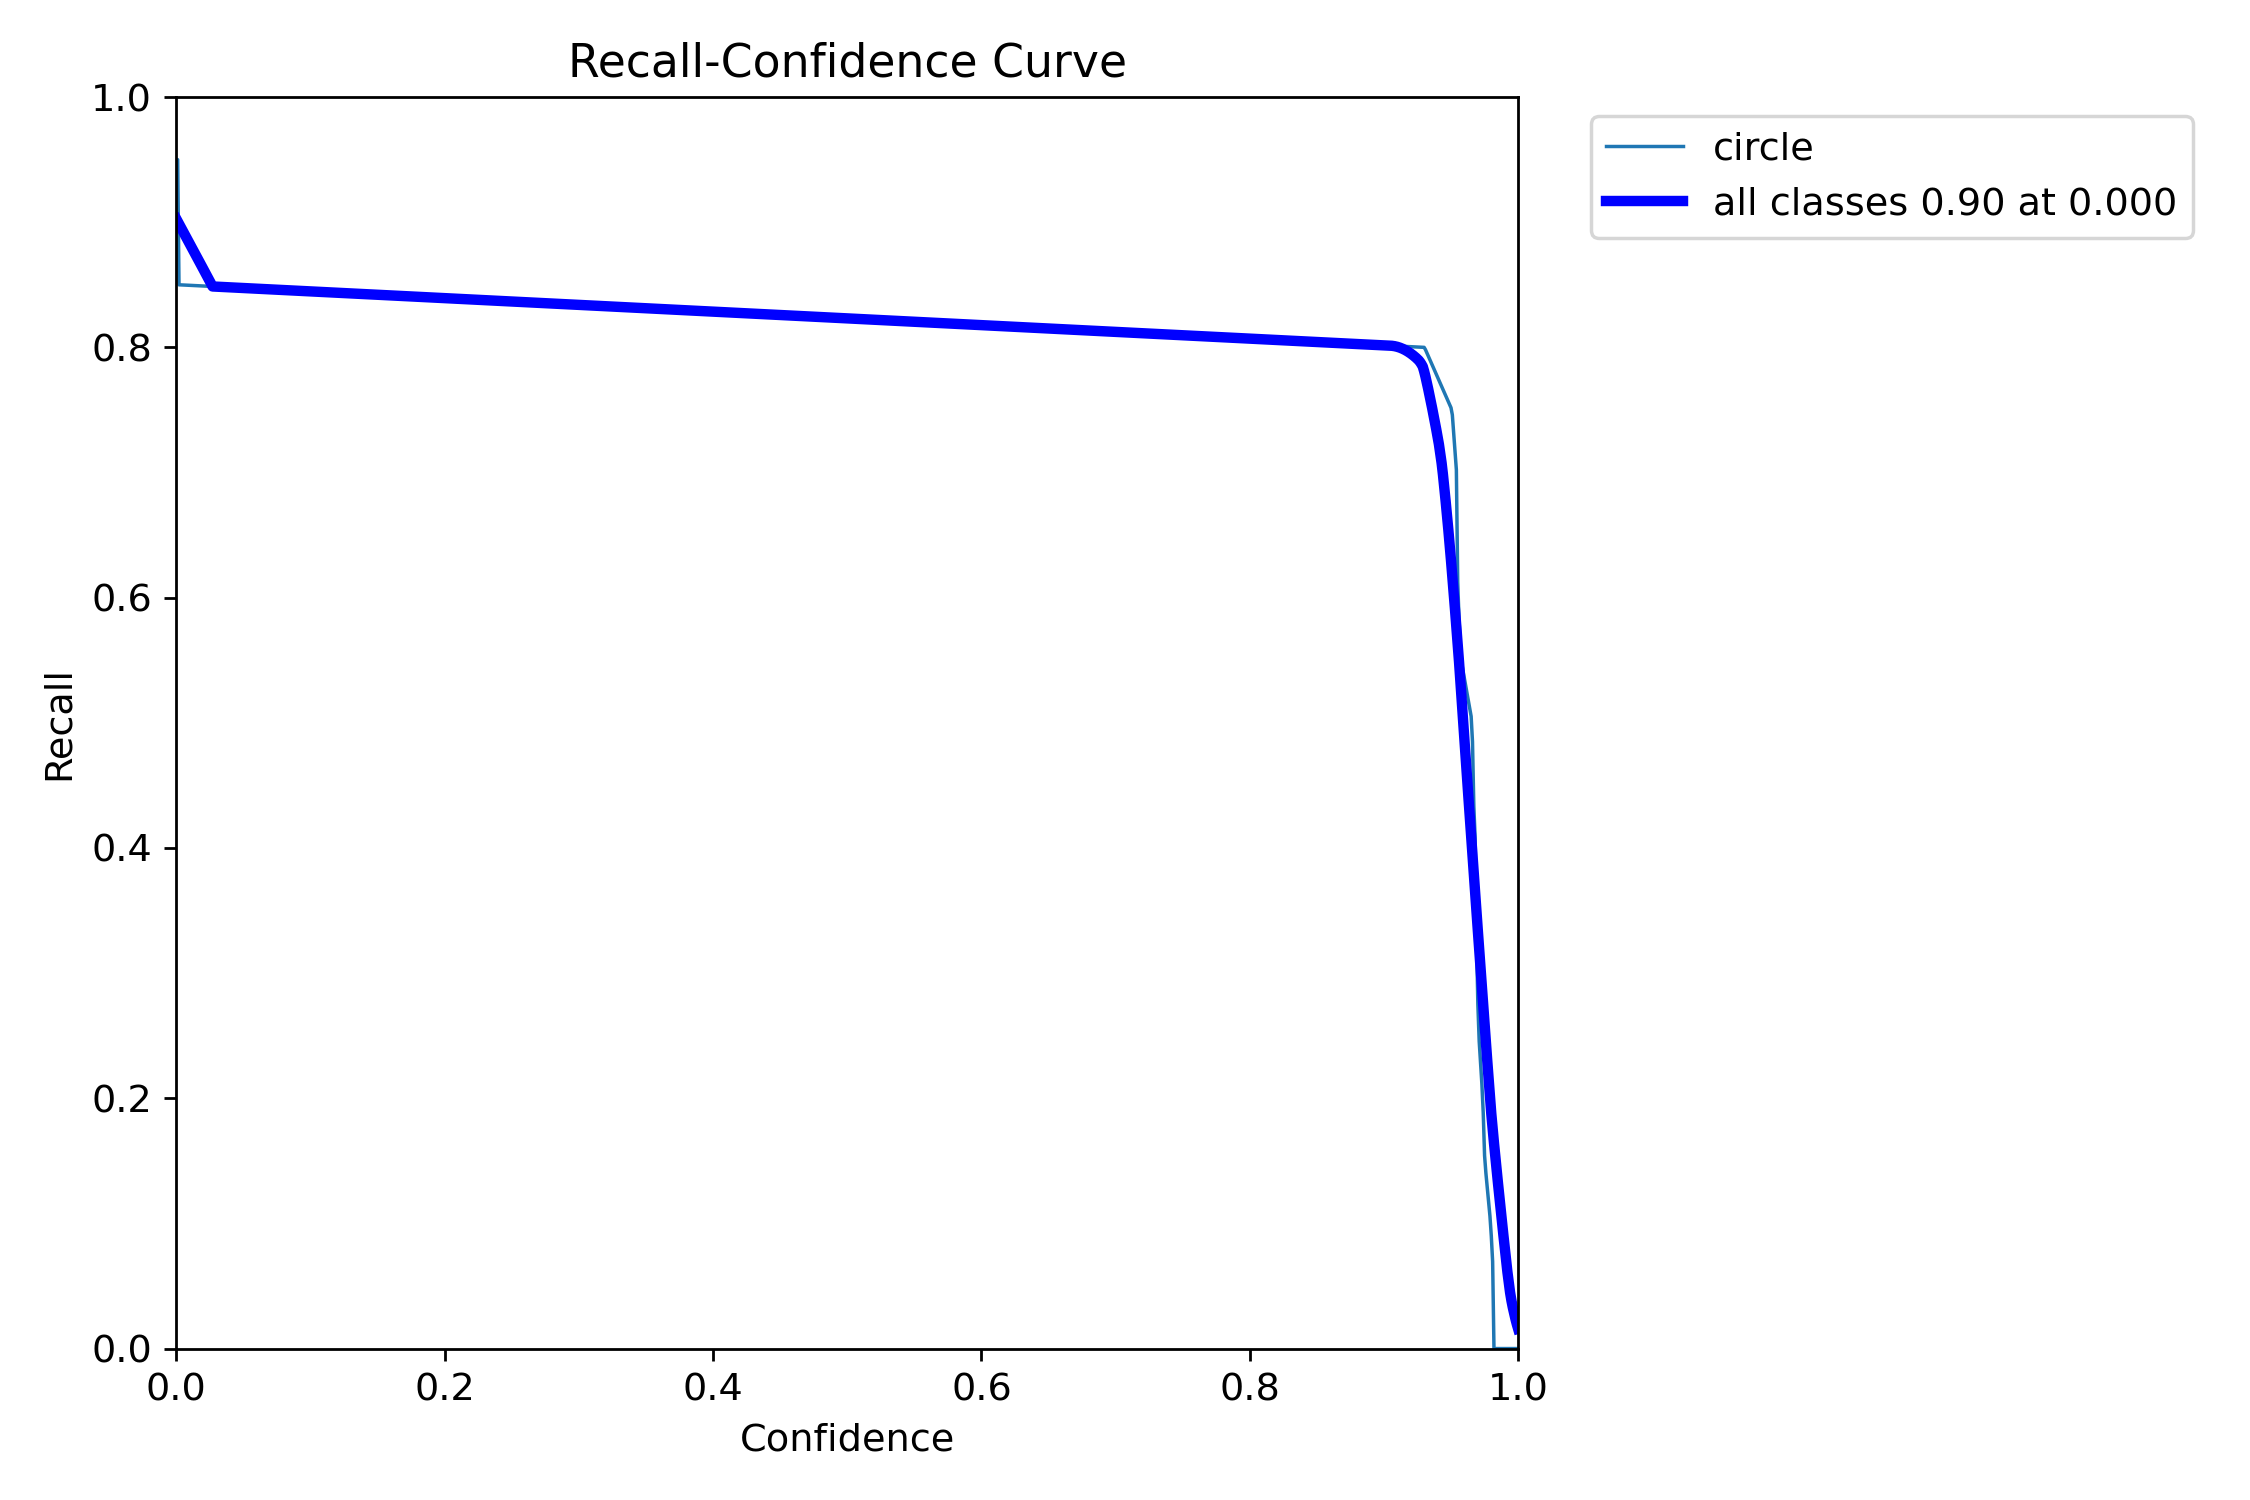 Recall-Confidence Curve
circle
all classes 0.90 at 0.000
1.0
0.8
0.6
0.4
0.2
0.0
Recall
0.0 0.2 0.4 0.6 0.8 1.0
Confidence